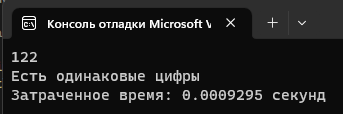 Консоль отладки Microsoft V
122
Есть одинаковые цифры
Затраченное время: 0.0009295 секунд